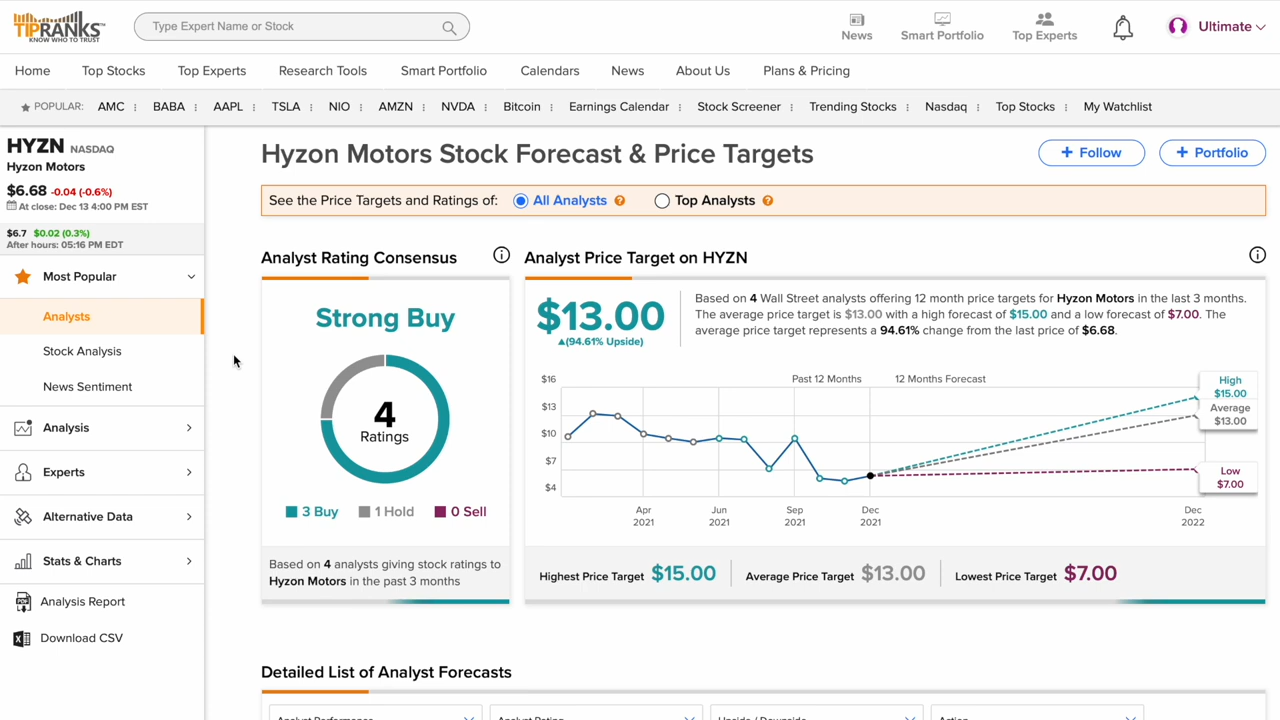 TIPRANKS™
KNOW WHO TO TRUST
Type Expert Name or Stock
News
Smart Portfolio
Top Experts
Ultimate
Home
Top Stocks
Top Experts
Research Tools
Smart Portfolio
Calendars
News
About Us
Plans & Pricing
POPULAR:
AMC
BABA
AAPL
TSLA
NIO
AMZN
NVDA
Bitcoin
Earnings Calendar
Stock Screener
Trending Stocks
Nasdaq
Top Stocks
My Watchlist
HYZN NASDAQ
Hyzon Motors
$6.68 -0.04 (-0.6%)
At close: Dec 13 4:00 PM EST
$6.7 $0.02 (0.3%)
After hours: 05:16 PM EDT
Most Popular
Analysts
Stock Analysis
News Sentiment
Analysis
Experts
Alternative Data
Stats & Charts
Analysis Report
Download CSV
Hyzon Motors Stock Forecast & Price Targets
+ Follow
+ Portfolio
See the Price Targets and Ratings of:
All Analysts ?
Top Analysts ?
Analyst Rating Consensus
Strong Buy
4
Ratings
3 Buy
1 Hold
0 Sell
Based on 4 analysts giving stock ratings to
Hyzon Motors in the past 3 months
Analyst Price Target on HYZN
$13.00
▲(94.61% Upside)
Based on 4 Wall Street analysts offering 12 month price targets for Hyzon Motors in the last 3 months.
The average price target is $13.00 with a high forecast of $15.00 and a low forecast of $7.00. The
average price target represents a 94.61% change from the last price of $6.68.
Past 12 Months
12 Months Forecast
$16
$13
$10
$7
$4
High
$15.00
Average
$13.00
Low
$7.00
Apr
2021
Jun
2021
Sep
2021
Dec
2021
Dec
2022
Highest Price Target $15.00
Average Price Target $13.00
Lowest Price Target $7.00
Detailed List of Analyst Forecasts
Analyst Performance
Analyst Rating
Upside / Downside
Action